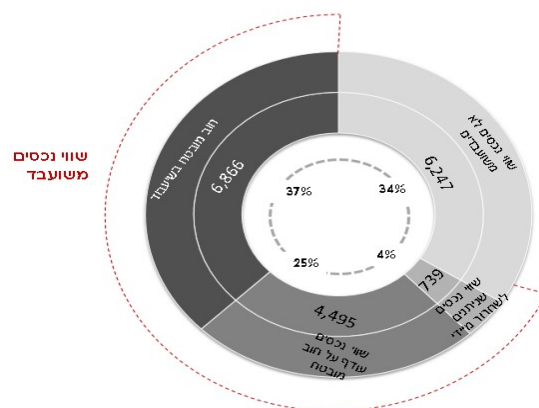 שווי נכסים
משועבד
חוב מובטח בשיעבוד
6,866
שווי נכסים לא
משועבדים
6,247
37%
34%
25%
4%
739
שווי נכסים
שניתנים
לשחרור מיידי
4,495
שווי נכסים
עודף על חוב
מובטח